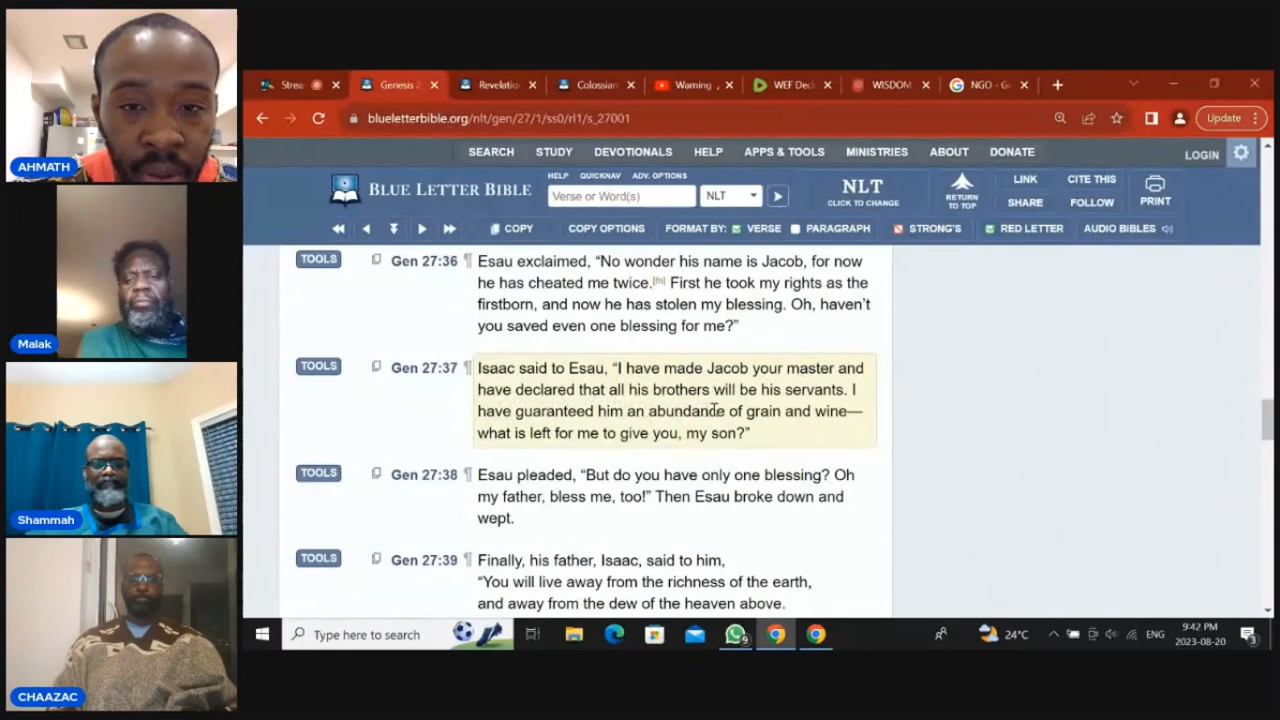 AHMATH
Malak
Shammah
CHAAZAC
Strea
Genesis 2
Revelatio
Colossian
Warning ,
WEF Dec
WISDOM
NGO - G
blueletterbible.org/nlt/gen/27/1/ss0/rl1/s_27001
Update
SEARCH STUDY DEVOTIONALS HELP APPS & TOOLS MINISTRIES ABOUT DONATE
LOGIN
BLUE LETTER BIBLE
HELP QUICKNAV ADV. OPTIONS
Verse or Word(s)
NLT
NLT
CLICK TO CHANGE
RETURN
TO TOP
LINK
CITE THIS
SHARE
FOLLOW
PRINT
COPY COPY OPTIONS FORMAT BY: VERSE PARAGRAPH STRONG'S RED LETTER AUDIO BIBLES
TOOLS Gen 27:36 ¶ Esau exclaimed, “No wonder his name is Jacob, for now
he has cheated me twice.[fn] First he took my rights as the
firstborn, and now he has stolen my blessing. Oh, haven’t
you saved even one blessing for me?”
TOOLS Gen 27:37 ¶ Isaac said to Esau, “I have made Jacob your master and
have declared that all his brothers will be his servants. I
have guaranteed him an abundance of grain and wine—
what is left for me to give you, my son?”
TOOLS Gen 27:38 ¶ Esau pleaded, “But do you have only one blessing? Oh
my father, bless me, too!” Then Esau broke down and
wept.
TOOLS Gen 27:39 ¶ Finally, his father, Isaac, said to him,
“You will live away from the richness of the earth,
and away from the dew of the heaven above.
Type here to search
9
24°C
ENG
9:42 PM
2023-08-20
3